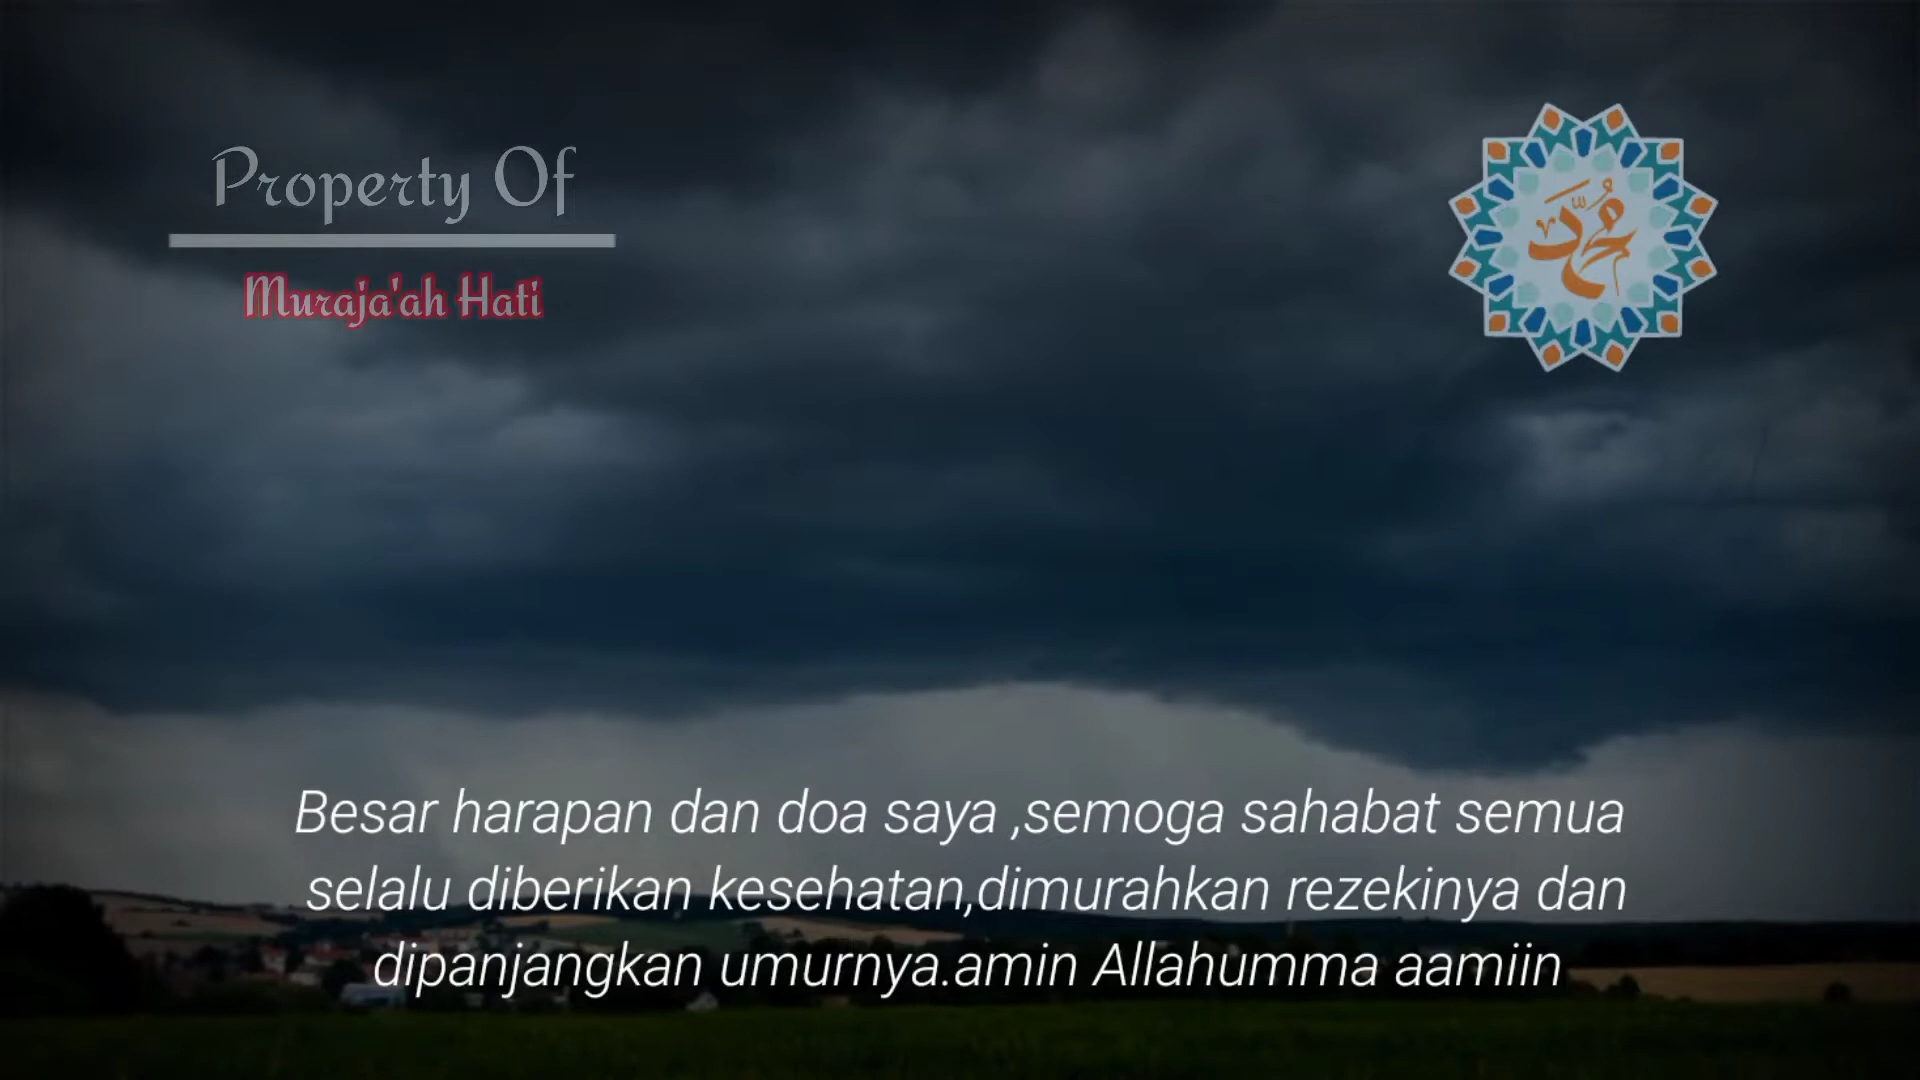 Property Of
Muraja'ah Hati
محمد
Besar harapan dan doa saya ,semoga sahabat semua
selalu diberikan kesehatan,dimurahkan rezekinya dan
dipanjangkan umurnya.amin Allahumma aamiin